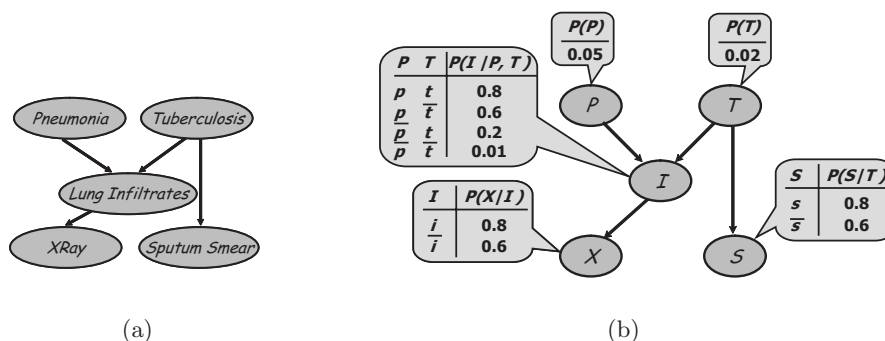 Pneumonia
Tuberculosis
Lung Infiltrates
XRay
Sputum Smear
(a)
P(P)
0.05
P(T)
0.02
P T P(I | P, T )
p t 0.8
p t̅ 0.6
p̅ t 0.2
p̅ t̅ 0.01
P
T
I
I P(X | I )
i 0.8
i̅ 0.6
S P(S | T )
s 0.8
s̅ 0.6
X
S
(b)